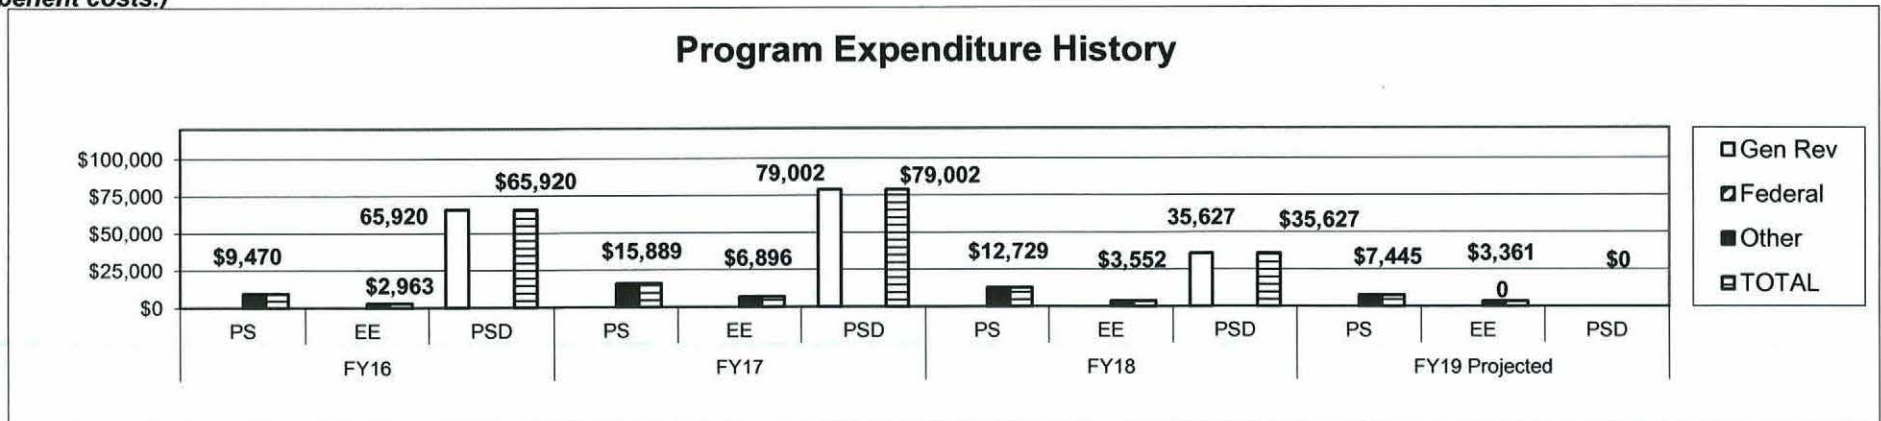 benefit costs.)
Program Expenditure History
$100,000
$75,000
$50,000
$25,000
$0
$9,470
65,920
$2,963
$65,920
$15,889
$6,896
79,002
$79,002
$12,729
$3,552
35,627
$35,627
$7,445
$3,361
0
$0
PS EE PSD PS EE PSD PS EE PSD PS EE PSD
FY16 FY17 FY18 FY19 Projected
Gen Rev
Federal
Other
TOTAL